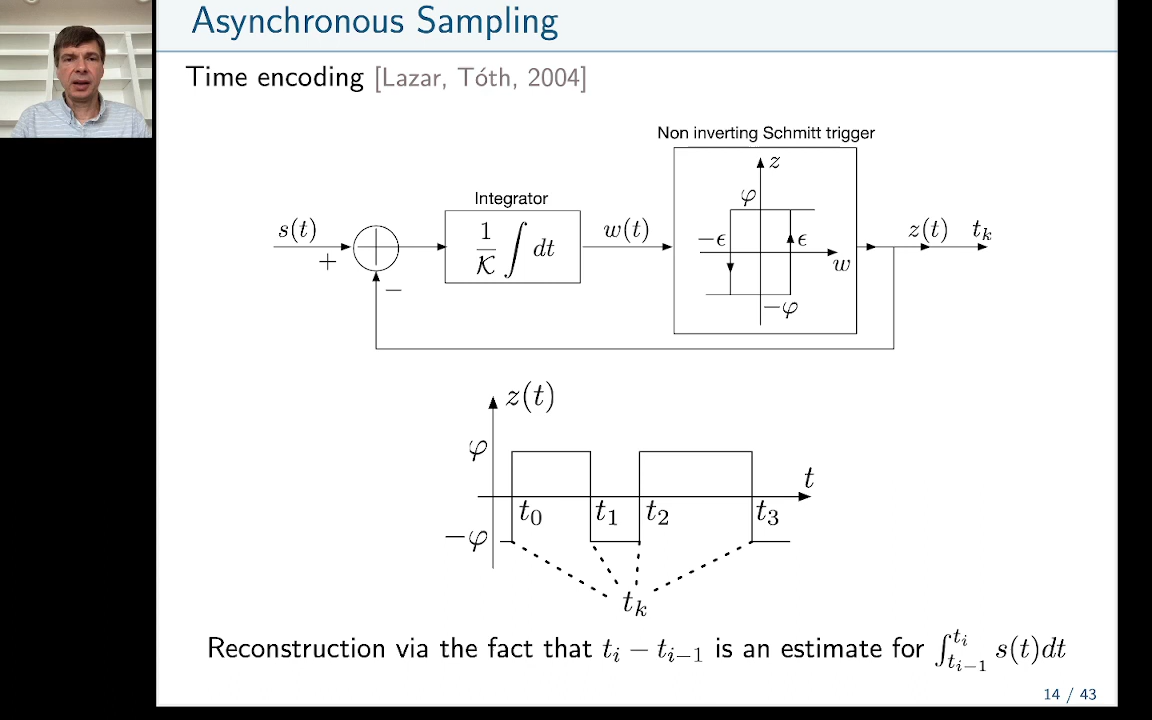 Asynchronous Sampling
Time encoding [Lazar, Tóth, 2004]
Non inverting Schmitt trigger
z
φ
Integrator
s(t)
1/𝒦 ∫ dt
w(t)
−ϵ
ϵ
z(t) t_k
+
w
−
−φ
z(t)
φ
t
t_0 t_1 t_2 t_3
−φ
t_k
Reconstruction via the fact that t_i − t_{i−1} is an estimate for ∫_{t_{i−1}}^{t_i} s(t)dt
14 / 43